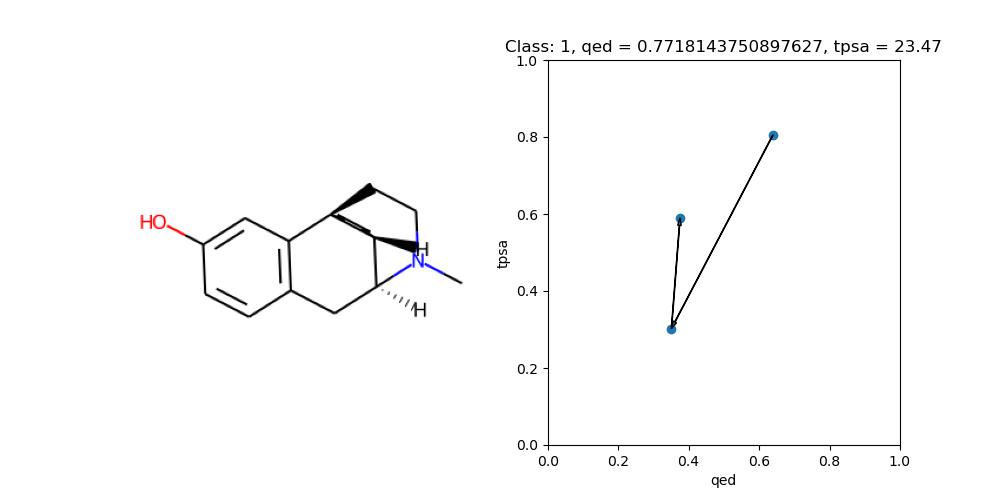 Class: 1, qed = 0.7718143750897627, tpsa = 23.47
HO
H
N
H
1.0
0.8
0.6
0.4
0.2
0.0
tpsa
0.0 0.2 0.4 0.6 0.8 1.0
qed